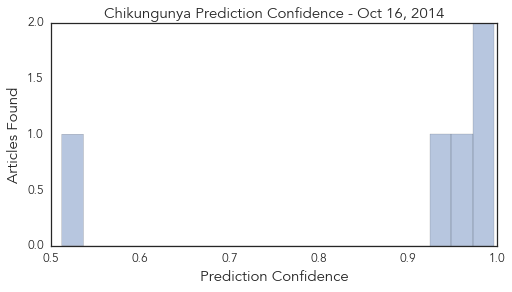 Chikungunya Prediction Confidence - Oct 16, 2014
2.0
1.5
1.0
0.5
0.0
Articles Found
0.5 0.6 0.7 0.8 0.9 1.0
Prediction Confidence